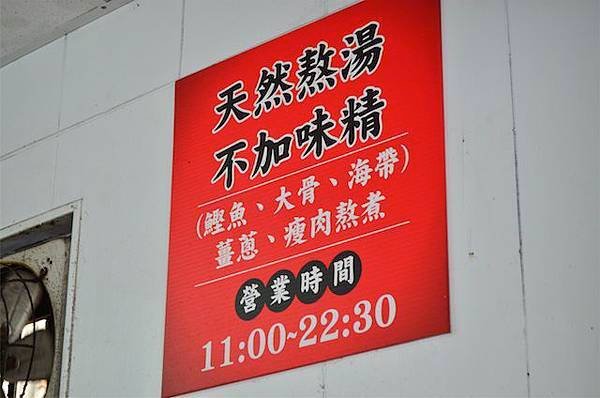 天然熬湯
不加味精
(鰹魚、大骨、海帶)
薑蔥、瘦肉熬煮
營業時間
11:00~22:30